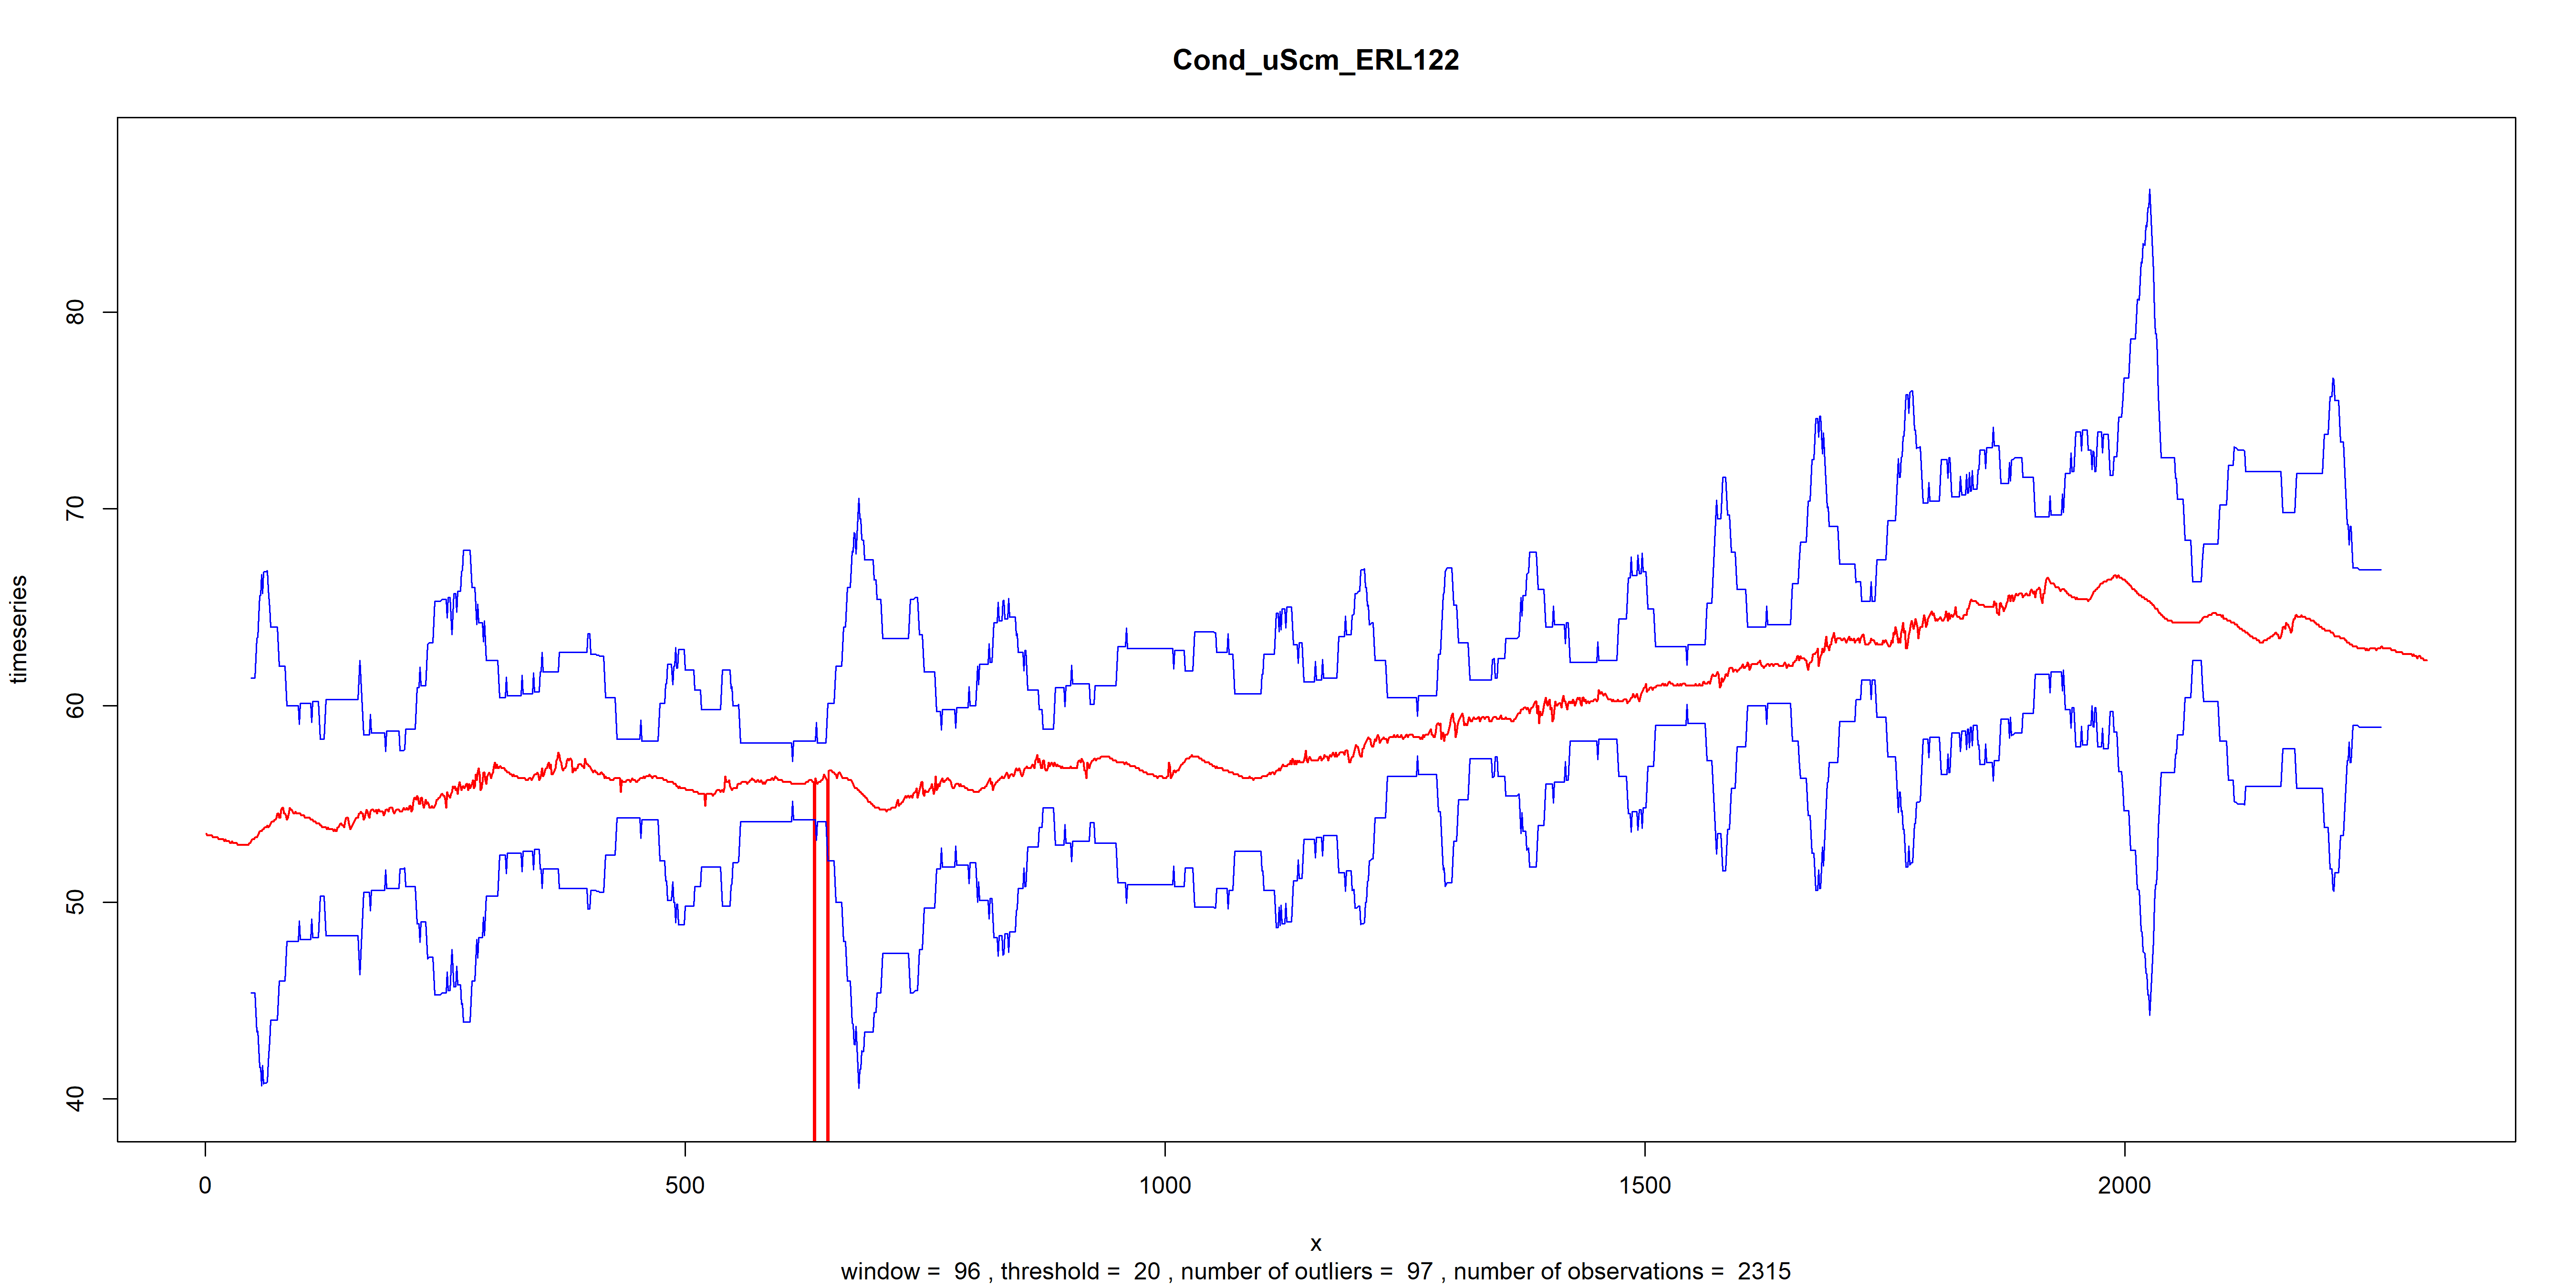 Cond_uScm_ERL122
timeseries
80
70
60
50
40
0 500 1000 1500 2000
x
window = 96 , threshold = 20 , number of outliers = 97 , number of observations = 2315